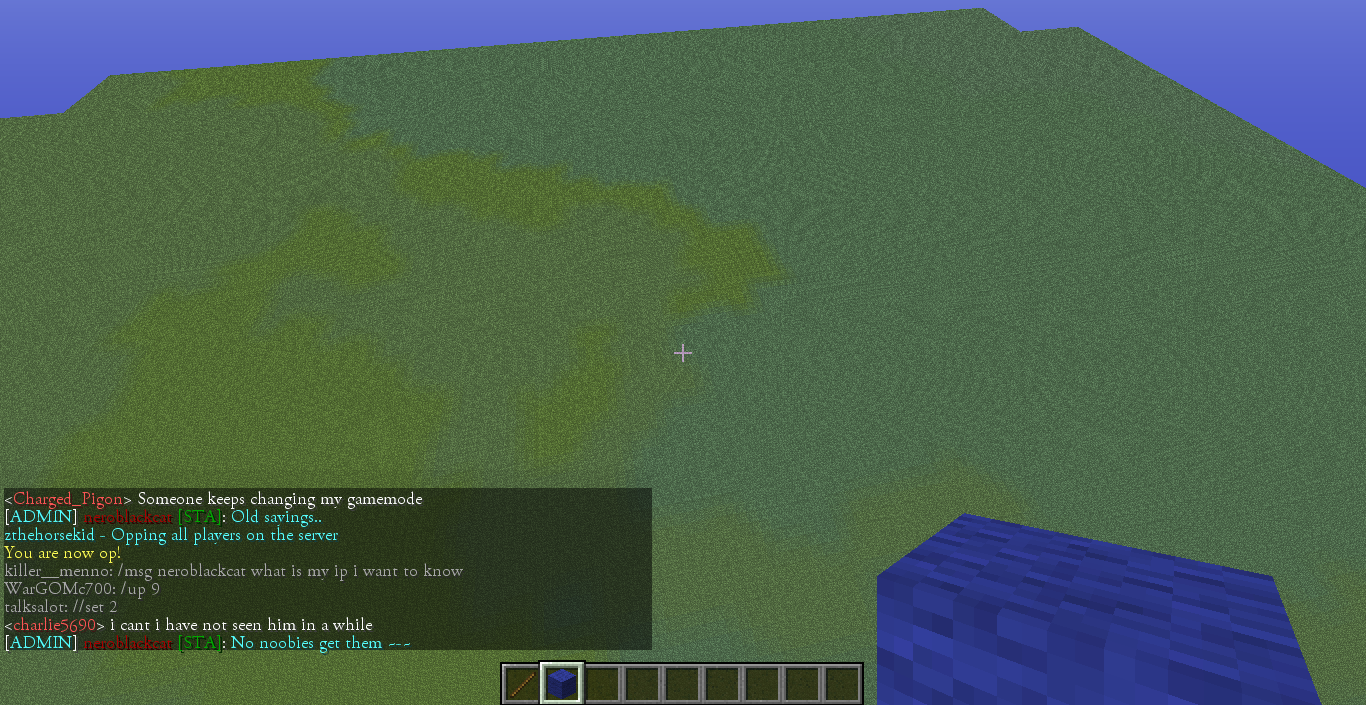 <Charged_Pigon> Someone keeps changing my gamemode
[ADMIN] neroblackcat [STA]: Old savings..
zthehorsekid - Opping all players on the server
You are now op!
killer__menno: /msg neroblackcat what is my ip i want to know
WarGOMc700: /up 9
talksalot: //set 2
<charlie5690> i cant i have not seen him in a while
[ADMIN] neroblackcat [STA]: No noobies get them ---